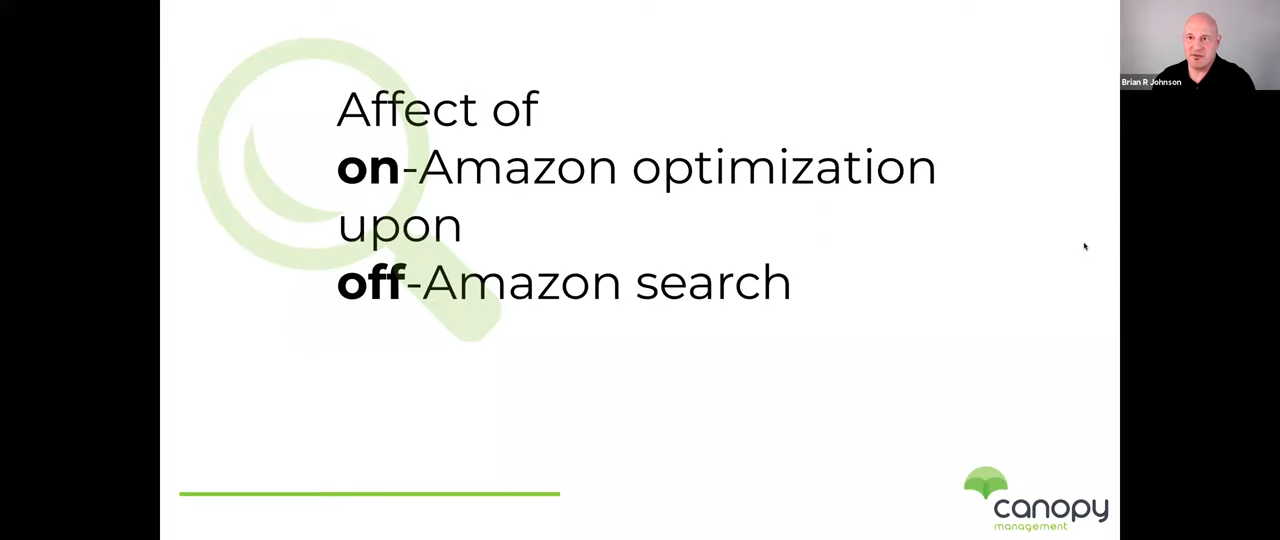 Affect of
on-Amazon optimization
upon
off-Amazon search
Brian R Johnson
canopy
management